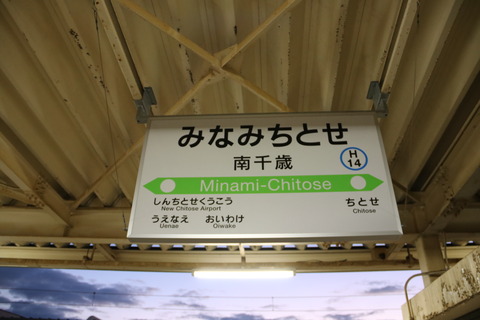 みなみちとせ
南千歳
H
14
Minami-Chitose
しんちとせくうこう
New Chitose Airport
うえなえ おいわけ
Uenae Oiwake
ちとせ
Chitose